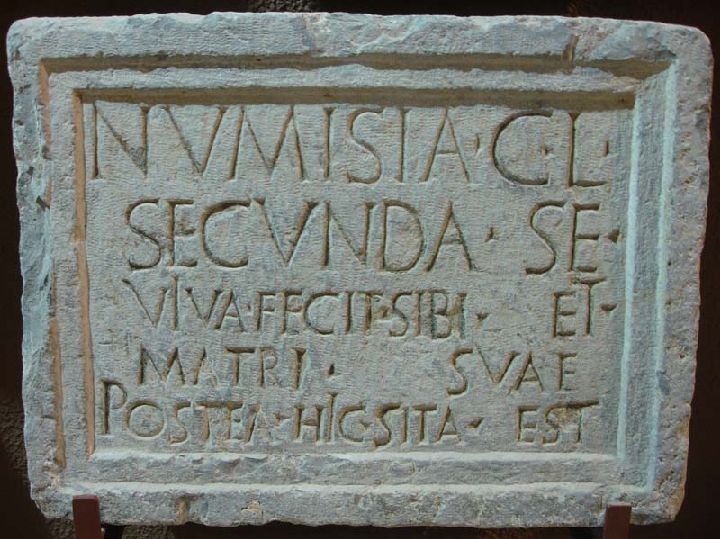 NVMISIA·C·L·
SECVNDA· SE·
VIVA·FECIT·SIBI· ET·
MATRI· SVAE
POSTEA·HIC·SITA· EST